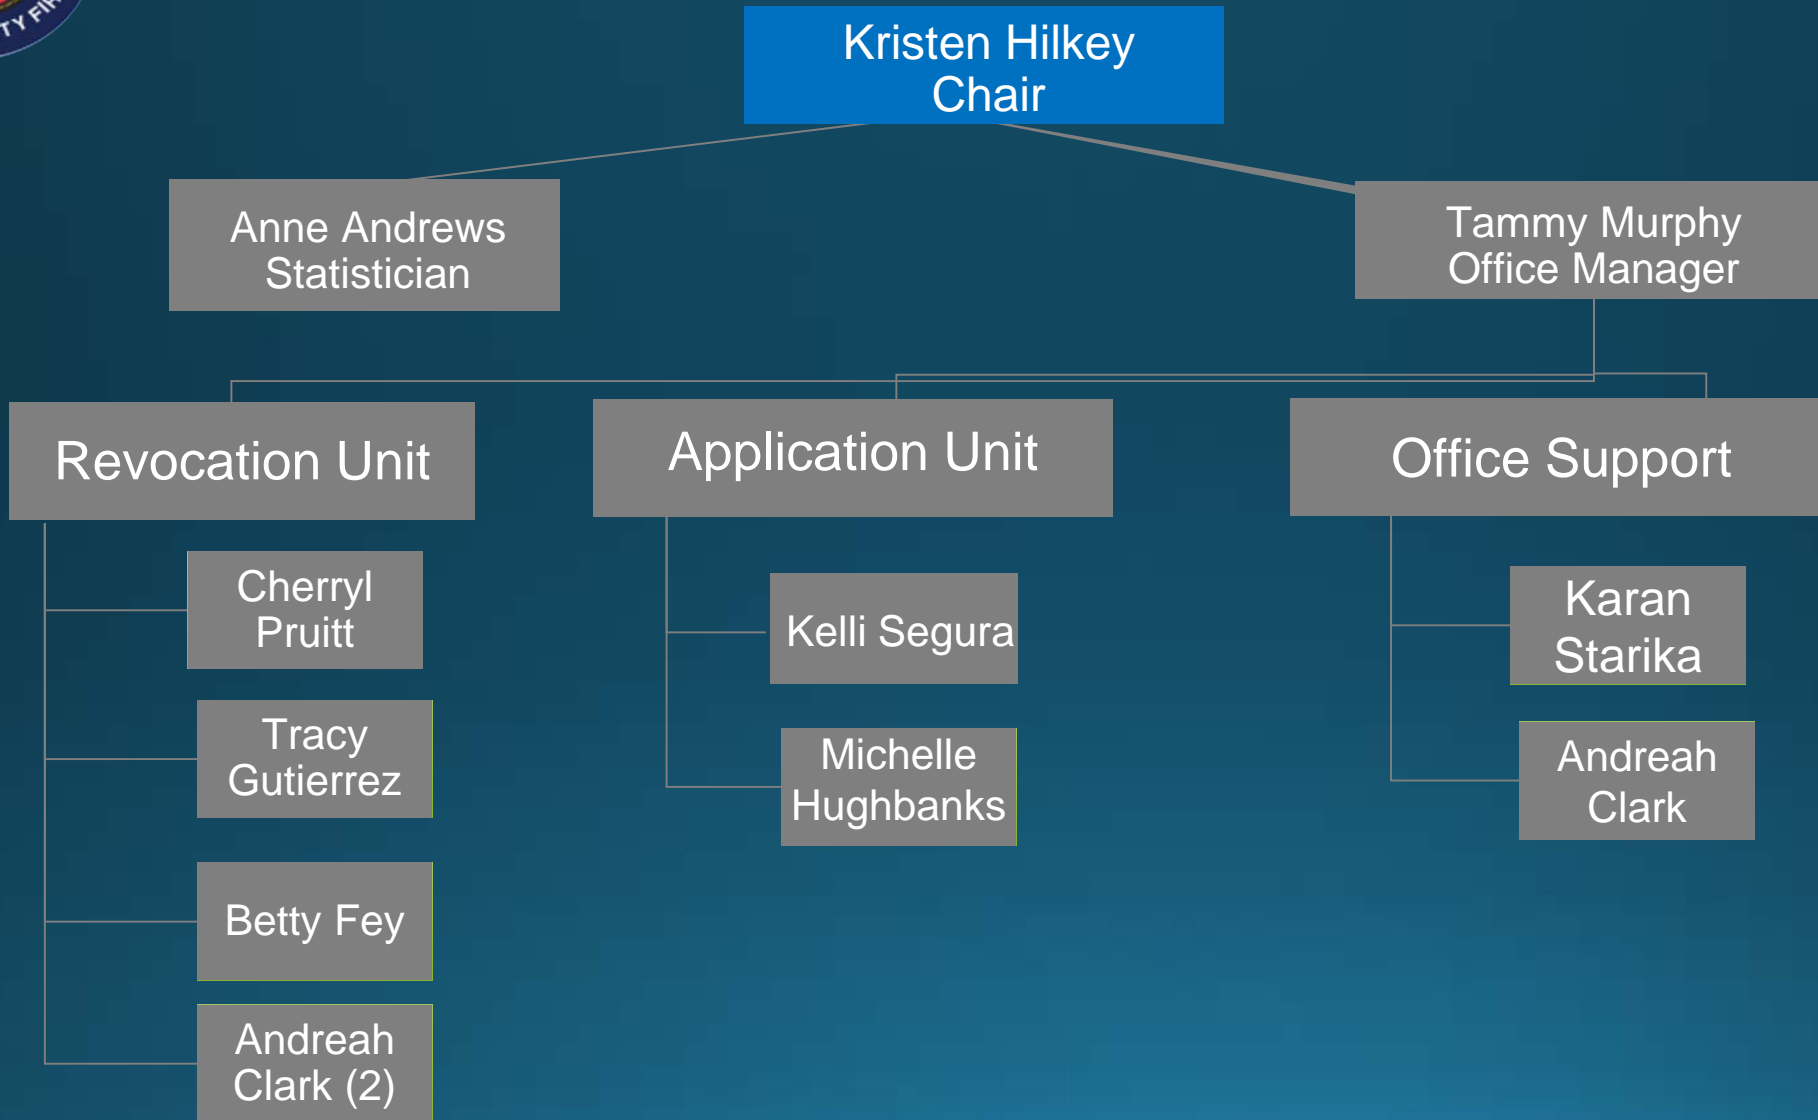 Kristen Hilkey
Chair
Anne Andrews
Statistician
Tammy Murphy
Office Manager
Revocation Unit
Application Unit
Office Support
Cherryl
Pruitt
Tracy
Gutierrez
Betty Fey
Andreah
Clark (2)
Kelli Segura
Michelle
Hughbanks
Karan
Starika
Andreah
Clark